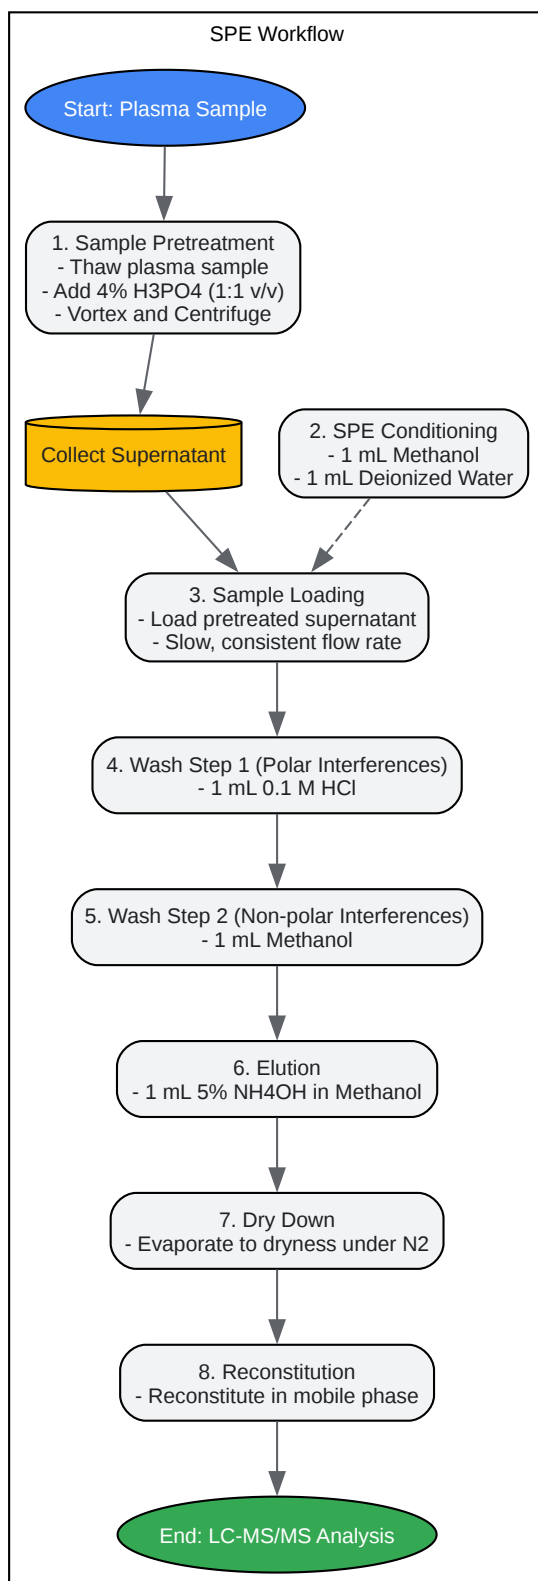 SPE Workflow
Start: Plasma Sample
1. Sample Pretreatment
- Thaw plasma sample
- Add 4% H3PO4 (1:1 v/v)
- Vortex and Centrifuge
Collect Supernatant
2. SPE Conditioning
- 1 mL Methanol
- 1 mL Deionized Water
3. Sample Loading
- Load pretreated supernatant
- Slow, consistent flow rate
4. Wash Step 1 (Polar Interferences)
- 1 mL 0.1 M HCl
5. Wash Step 2 (Non-polar Interferences)
- 1 mL Methanol
6. Elution
- 1 mL 5% NH4OH in Methanol
7. Dry Down
- Evaporate to dryness under N2
8. Reconstitution
- Reconstitute in mobile phase
End: LC-MS/MS Analysis